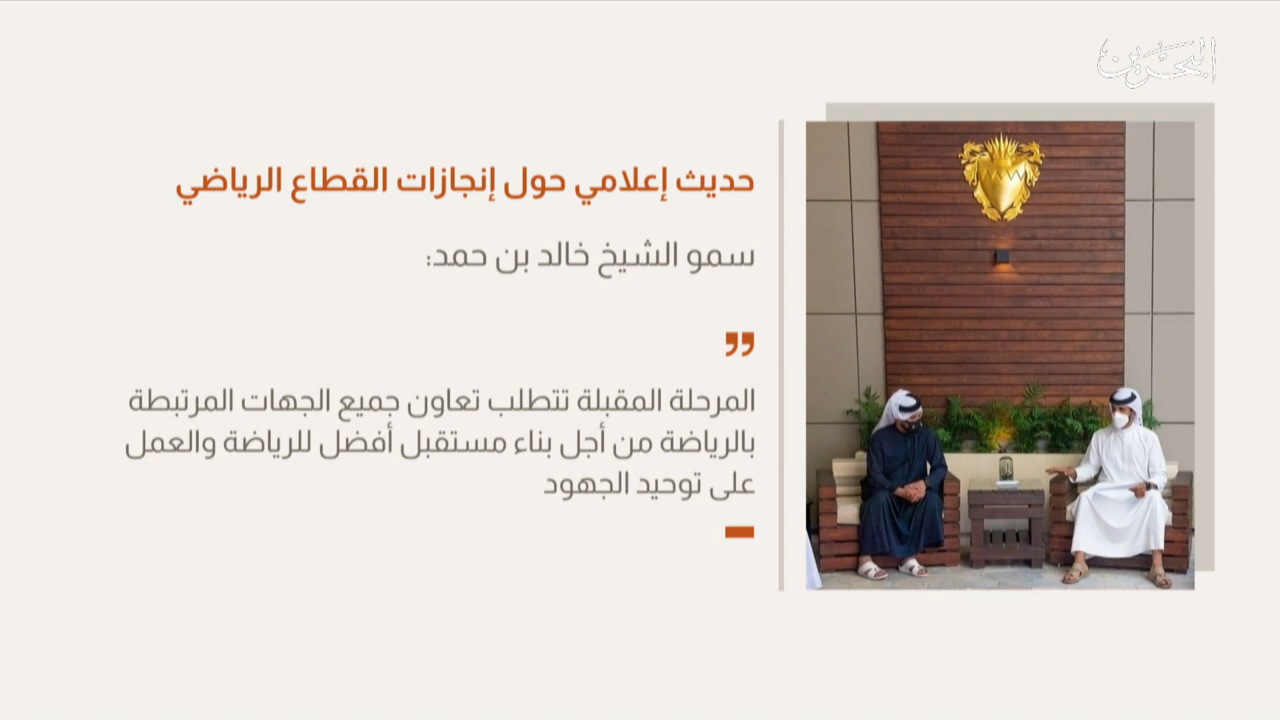 البحرين
حديث إعلامي حول إنجازات القطاع الرياضي
سمو الشيخ خالد بن حمد:
"
المرحلة المقبلة تتطلب تعاون جميع الجهات المرتبطة
بالرياضة من أجل بناء مستقبل أفضل للرياضة والعمل
على توحيد الجهود